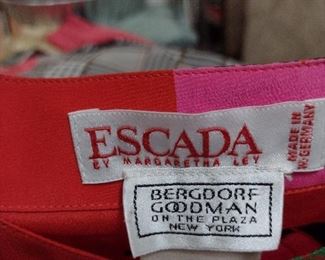 ESCADA
BY MARGARETHA LEY
MADE IN
W.GERMANY
BERGDORF
GOODMAN
ON THE PLAZA
NEW YORK